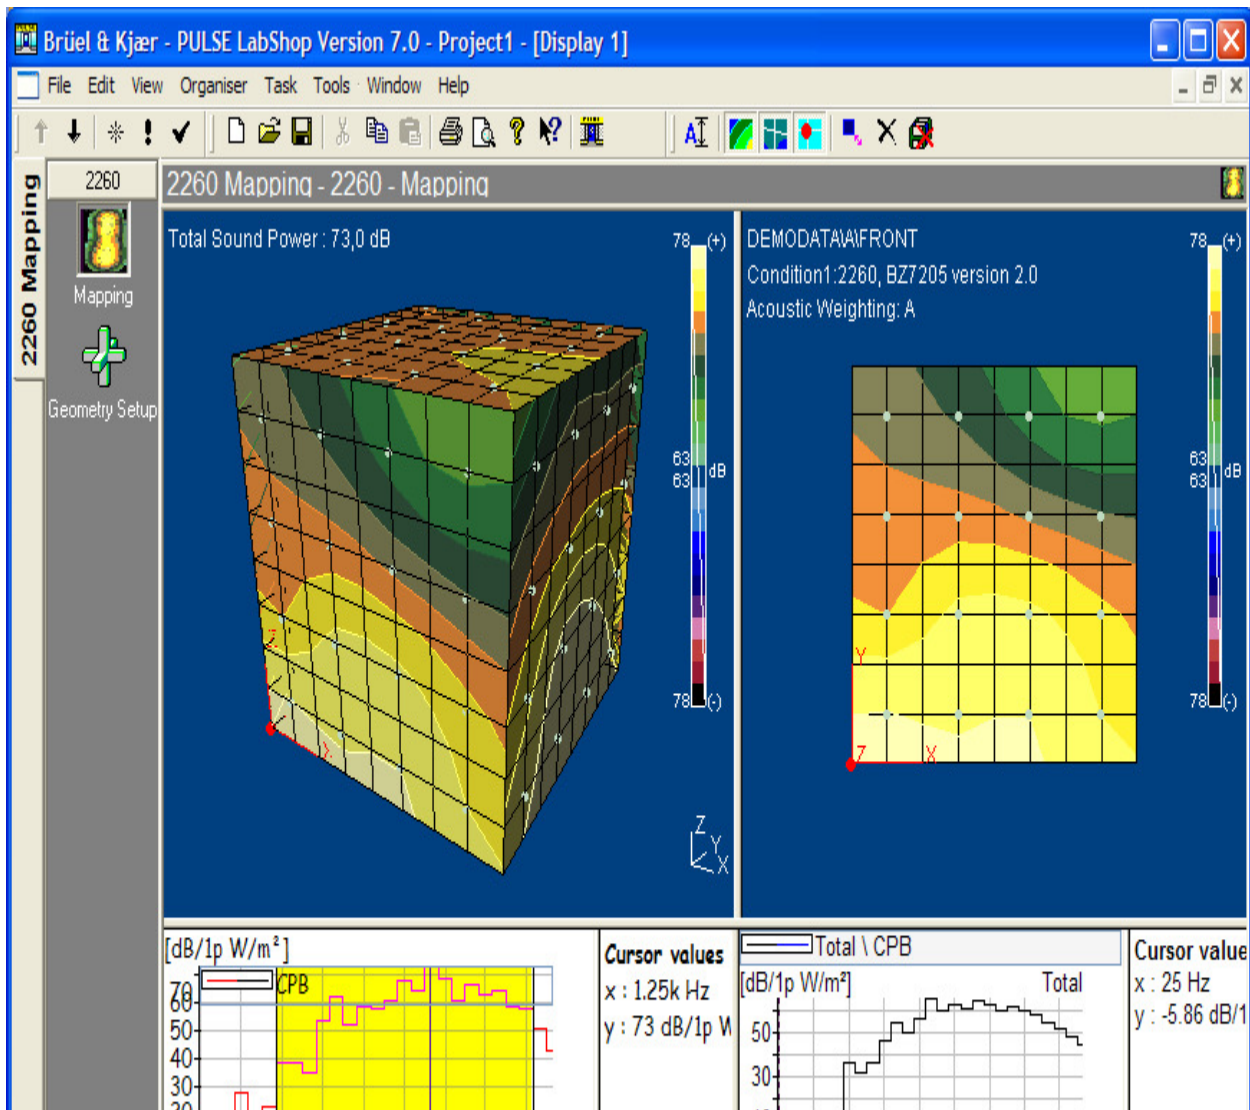 Brüel & Kjær - PULSE LabShop Version 7.0 - Project1 - [Display 1]
File Edit View Organiser Task Tools Window Help
2260 Mapping
2260
Mapping
Geometry Setup
2260 Mapping - 2260 - Mapping
Total Sound Power : 73,0 dB
78 (+)
63
63
dB
78 (-)
Z
X
Z
Y
X
DEMODATA\A\FRONT
Condition1:2260, BZ7205 version 2.0
Acoustic Weighting: A
78 (+)
63
63
dB
78 (-)
Y
Z
X
[dB/1p W/m²]
CPB
70
60
50
40
30
20
Cursor values
x : 1.25k Hz
y : 73 dB/1p W
Total \ CPB
[dB/1p W/m²]
Total
50
30
Cursor value
x : 25 Hz
y : -5.86 dB/1